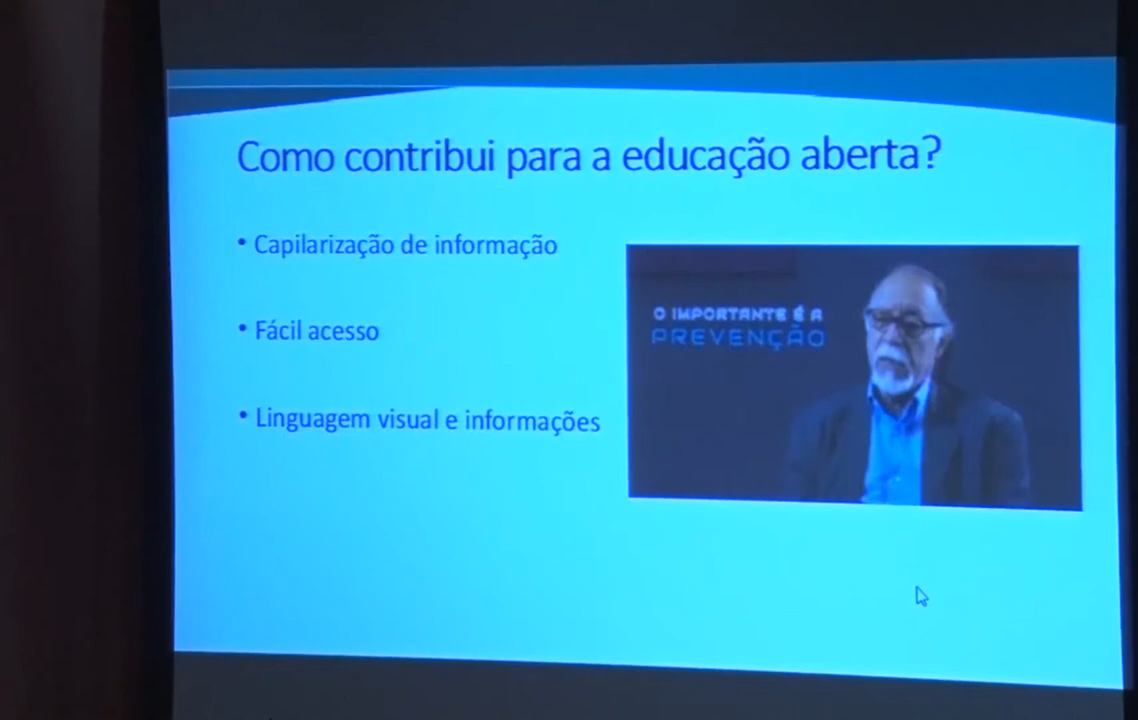 Como contribui para a educação aberta?
• Capilarização de informação
• Fácil acesso
• Linguagem visual e informações
O IMPORTANTE É A
PREVENÇÃO